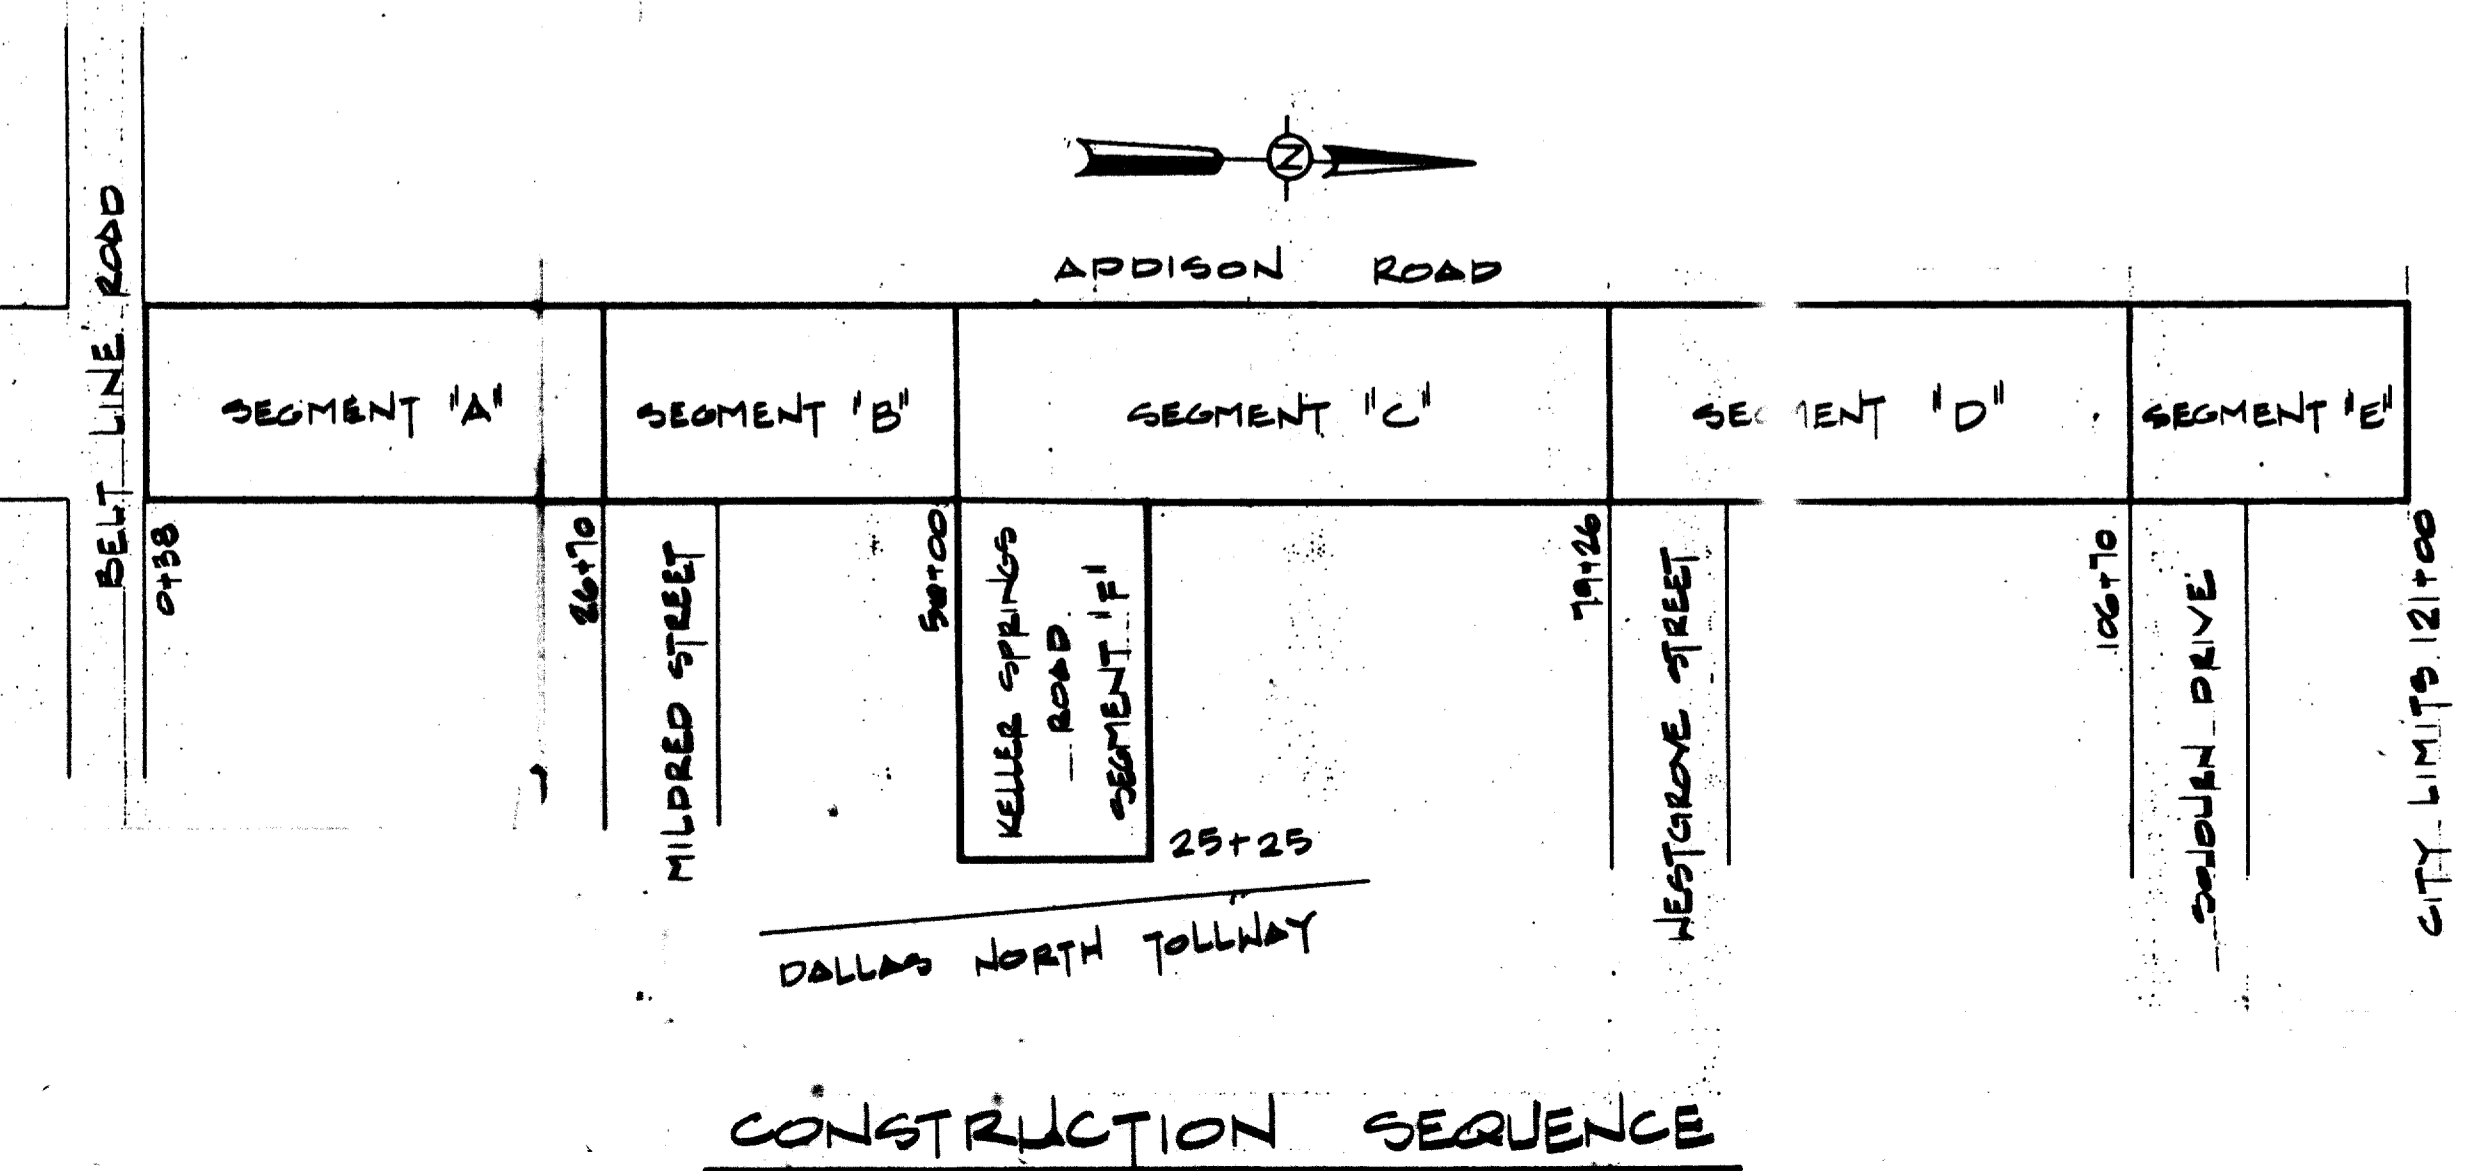 N
ADDISON ROAD
BELT LINE ROAD
SEGMENT "A"
SEGMENT "B"
SEGMENT "C"
SEGMENT "D"
SEGMENT "E"
0+38
26+70
79+26
106+70
CITY LIMITS 121+00
MILDRED STREET
KELLER SPRINGS
ROAD
SEGMENT "F"
WESTGROVE STREET
SOJOURN DRIVE
25+25
DALLAS NORTH TOLLWAY
CONSTRUCTION SEQUENCE